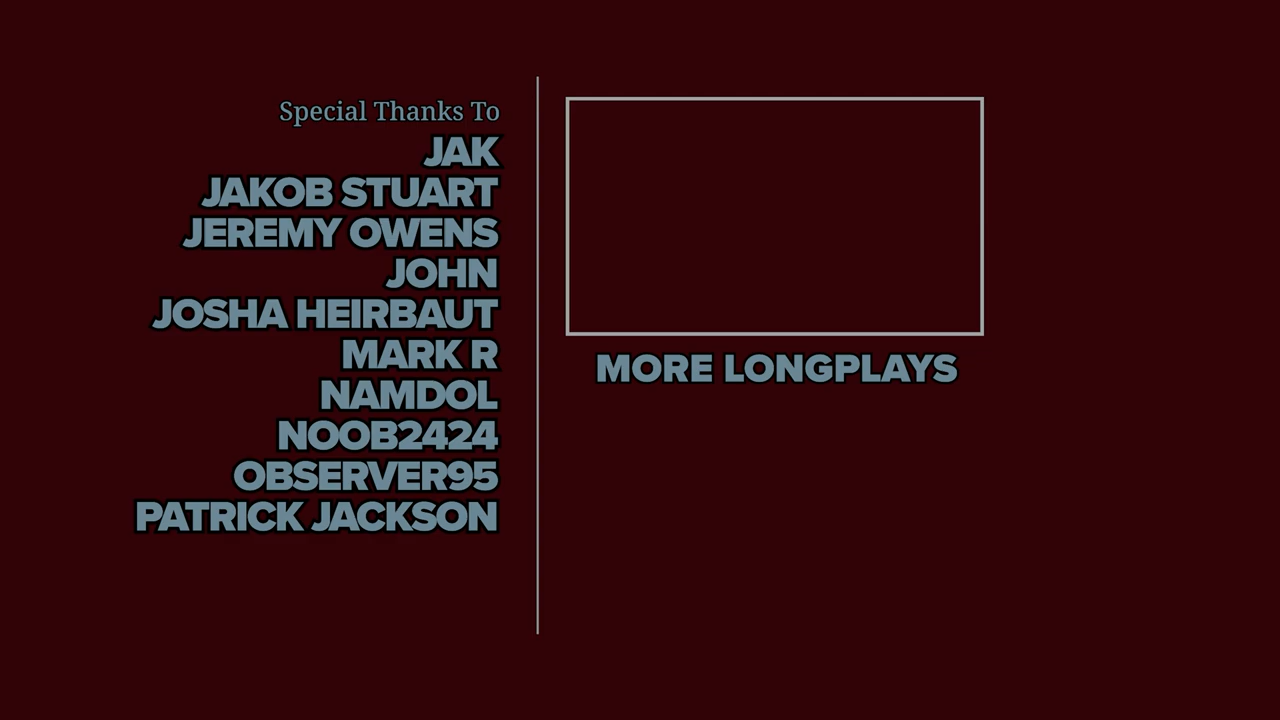 Special Thanks To
JAK
JAKOB STUART
JEREMY OWENS
JOHN
JOSHA HEIRBAUT
MARK R
NAMDOL
NOOB2424
OBSERVER95
PATRICK JACKSON
MORE LONGPLAYS